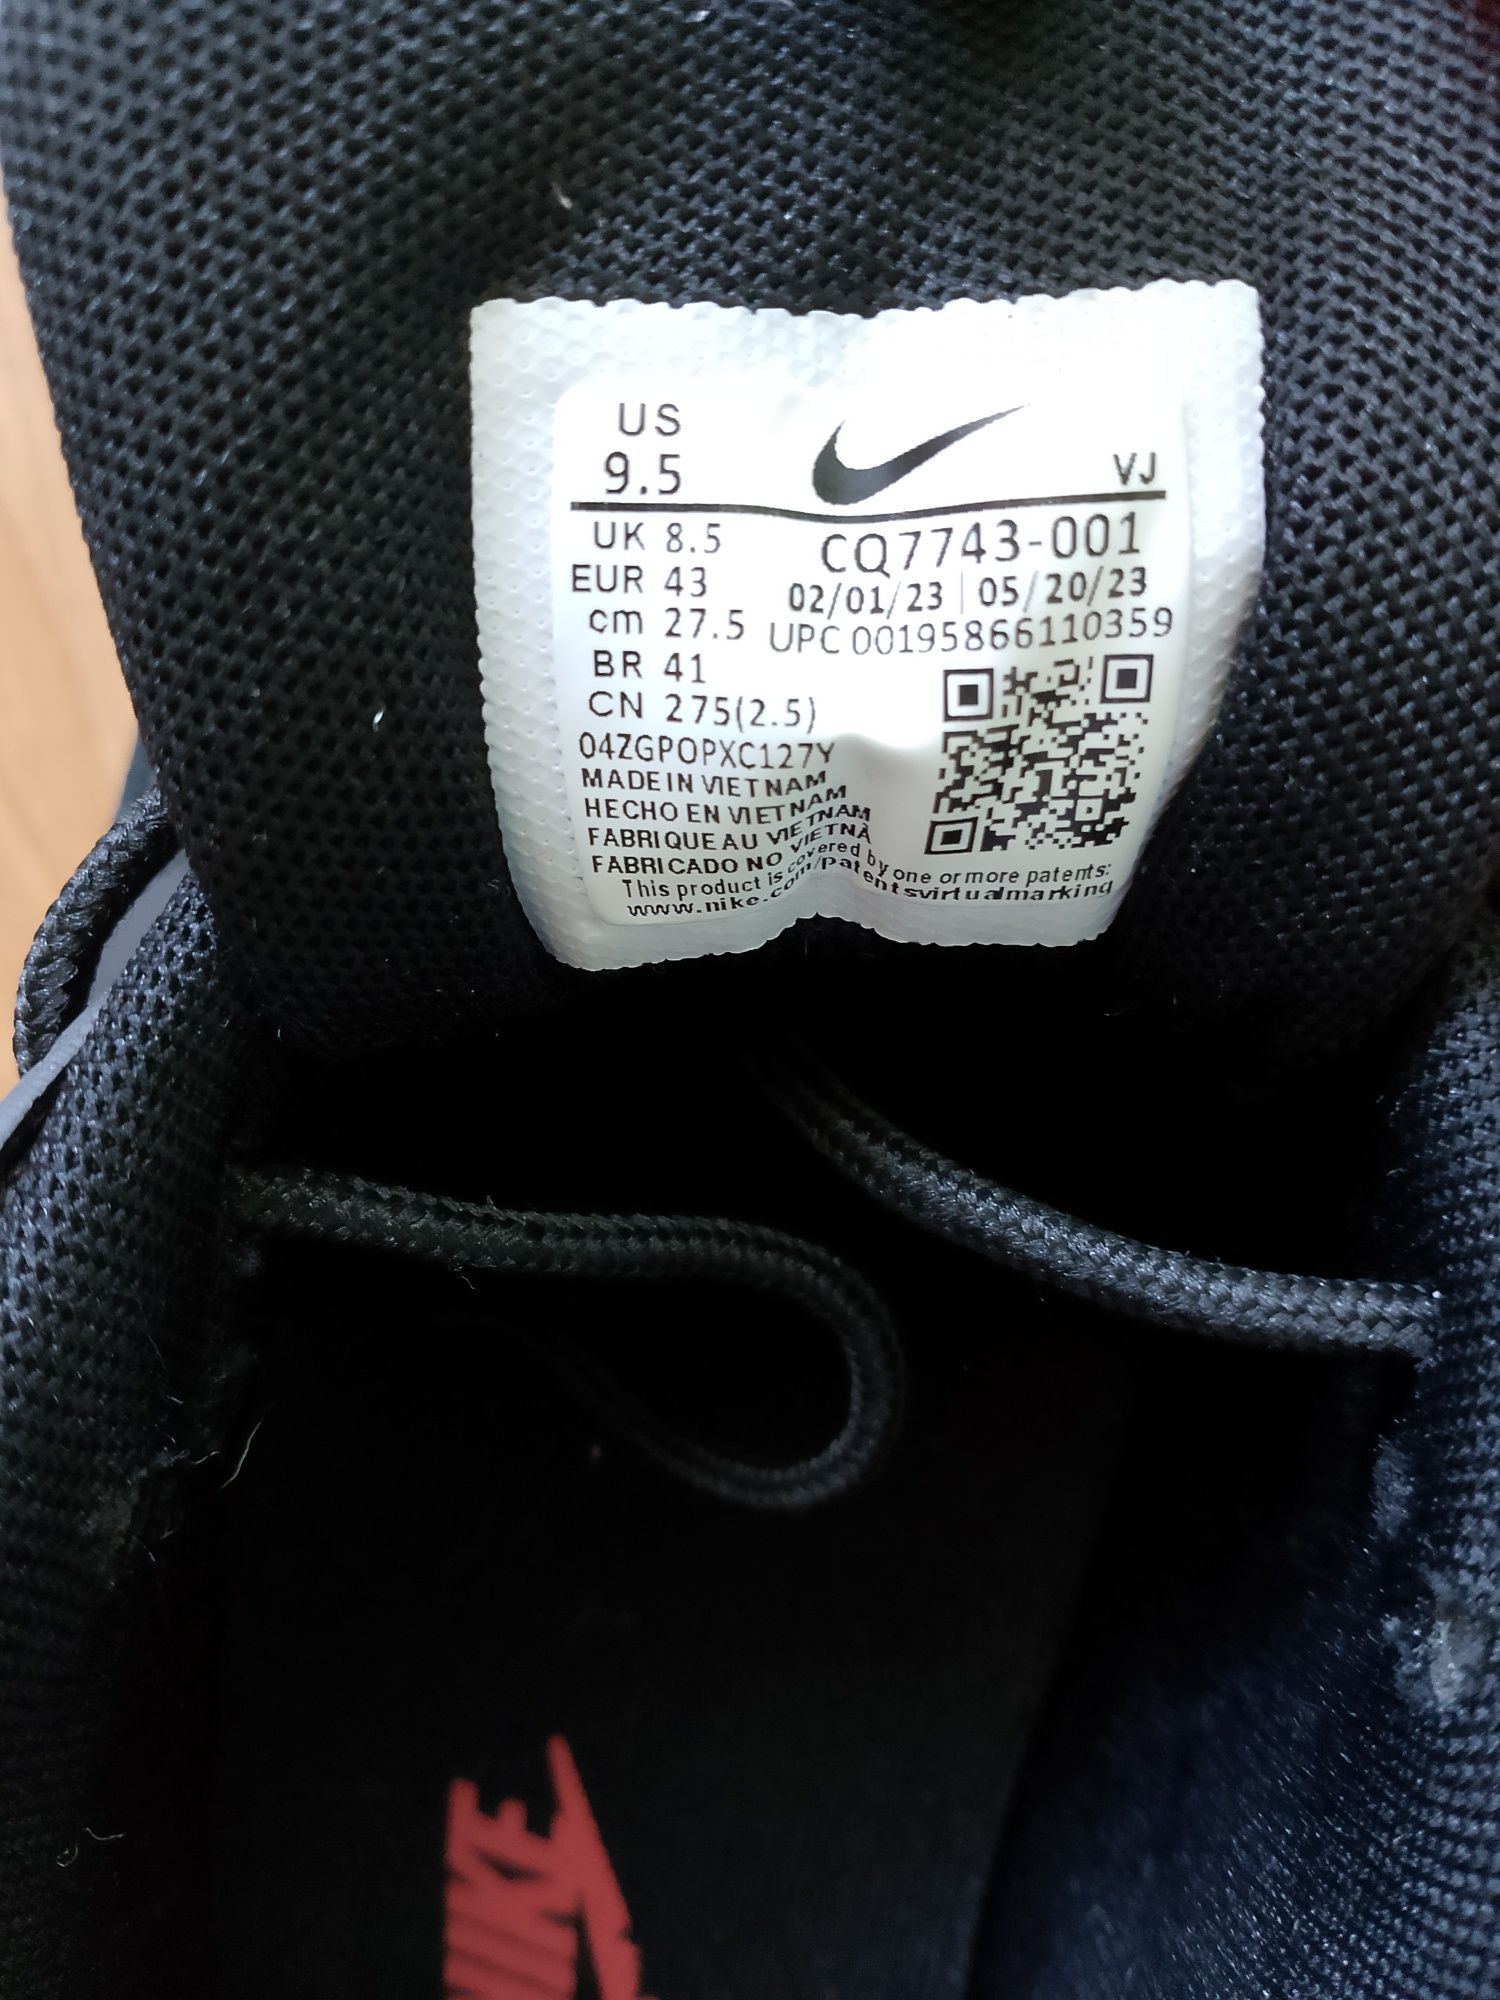 US
9.5
VJ
UK 8.5
EUR 43
cm 27.5
BR 41
CN 275(2.5)
CQ7743-001
02/01/23 | 05/20/23
UPC 00195866110359
04ZGPOPXC127Y
MADE IN VIETNAM
HECHO EN VIETNAM
FABRIQUE AU VIETNAM
FABRICADO NO VIETNÃ
This product is covered by one or more patents:
www.nike.com/patentsvirtualmarking
NIKE